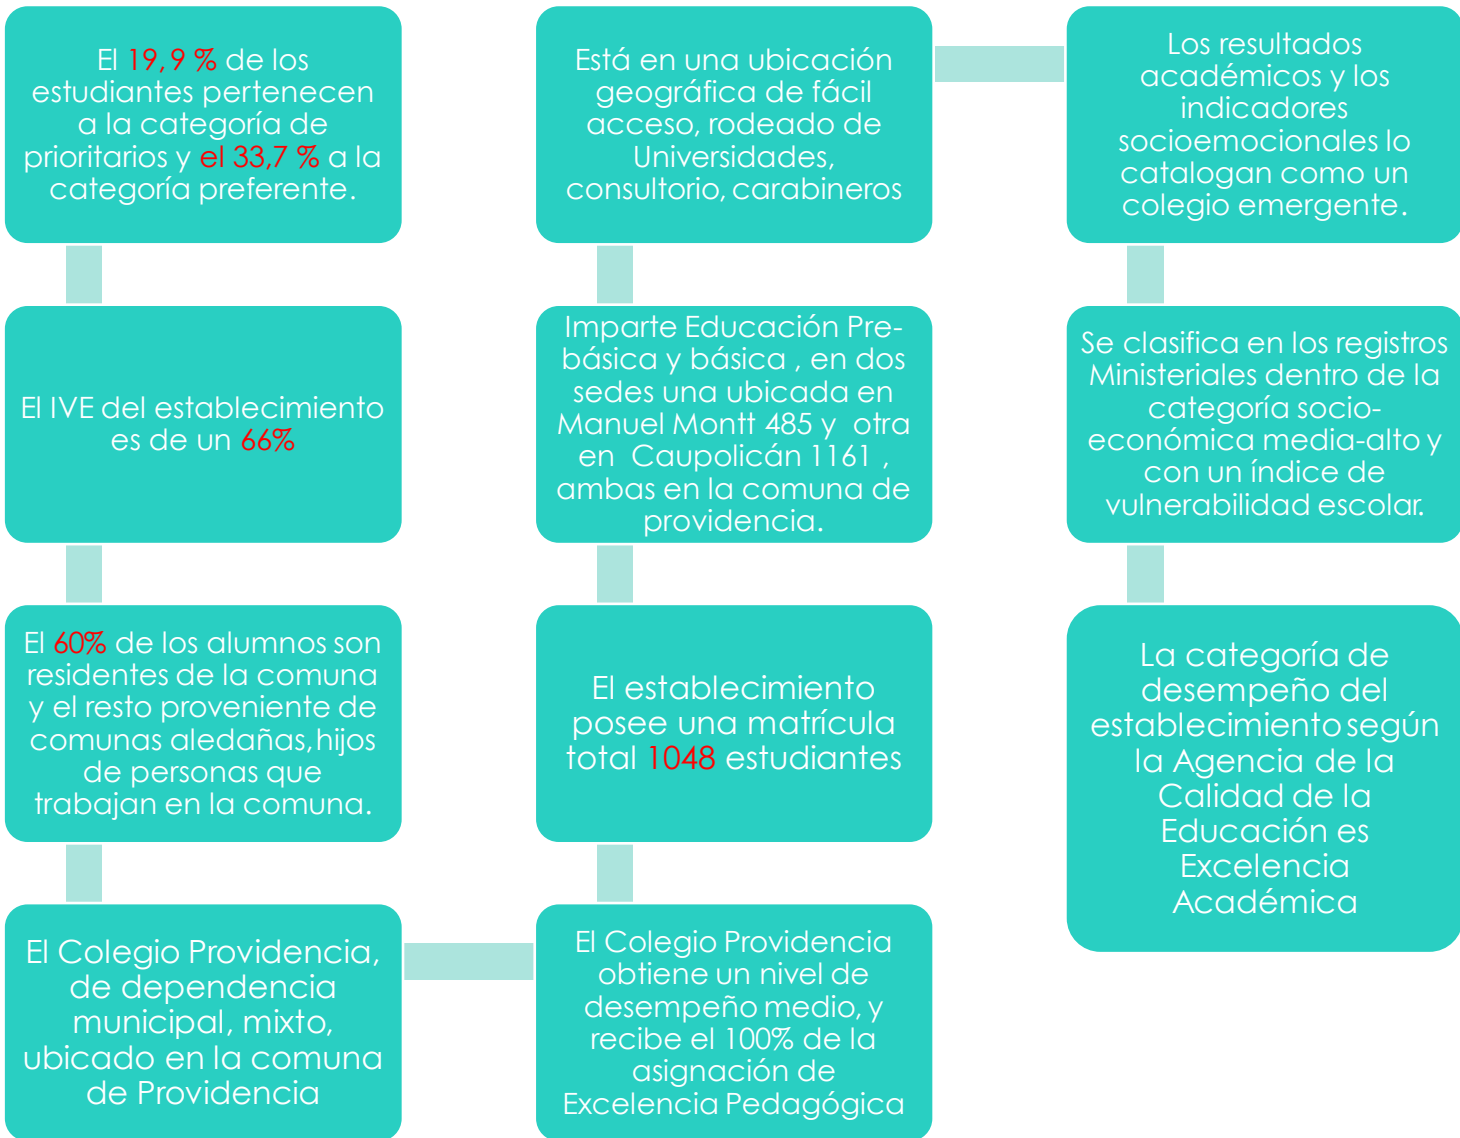 El 19,9 % de los
estudiantes pertenecen
a la categoría de
prioritarios y el 33,7 % a la
categoría preferente.
El IVE del establecimiento
es de un 66%
El 60% de los alumnos son
residentes de la comuna
y el resto proveniente de
comunas aledañas,hijos
de personas que
trabajan en la comuna.
El Colegio Providencia,
de dependencia
municipal, mixto,
ubicado en la comuna
de Providencia
El Colegio Providencia
obtiene un nivel de
desempeño medio, y
recibe el 100% de la
asignación de
Excelencia Pedagógica
El establecimiento
posee una matrícula
total 1048 estudiantes
Imparte Educación Pre-
básica y básica , en dos
sedes una ubicada en
Manuel Montt 485 y otra
en Caupolicán 1161 ,
ambas en la comuna de
providencia.
Está en una ubicación
geográfica de fácil
acceso, rodeado de
Universidades,
consultorio, carabineros
Los resultados
académicos y los
indicadores
socioemocionales lo
catalogan como un
colegio emergente.
Se clasifica en los registros
Ministeriales dentro de la
categoría socio-
económica media-alto y
con un índice de
vulnerabilidad escolar.
La categoría de
desempeño del
establecimiento según
la Agencia de la
Calidad de la
Educación es
Excelencia
Académica